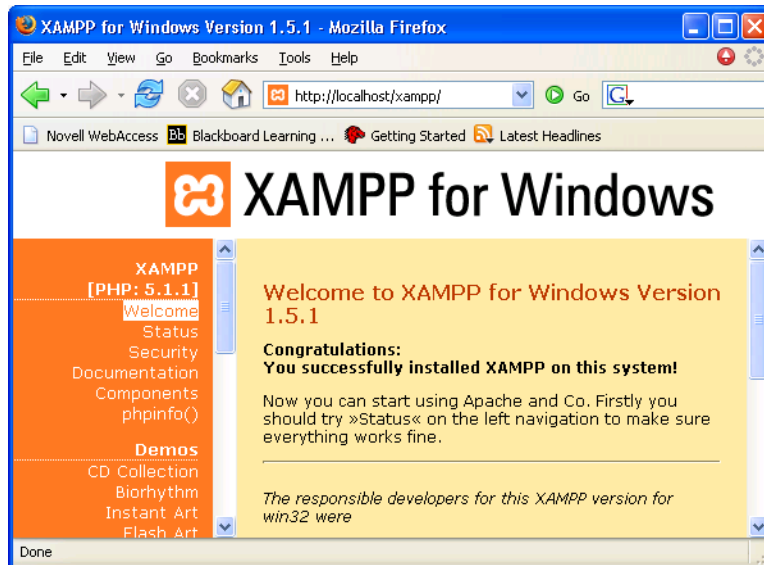 XAMPP for Windows Version 1.5.1 - Mozilla Firefox
File Edit View Go Bookmarks Tools Help
http://localhost/xampp/ Go G
Novell WebAccess Bb Blackboard Learning ... Getting Started Latest Headlines
XAMPP for Windows
XAMPP
[PHP: 5.1.1]
Welcome
Status
Security
Documentation
Components
phpinfo()
Demos
CD Collection
Biorhythm
Instant Art
Flash Art
Welcome to XAMPP for Windows Version
1.5.1
Congratulations:
You successfully installed XAMPP on this system!
Now you can start using Apache and Co. Firstly you
should try »Status« on the left navigation to make sure
everything works fine.
The responsible developers for this XAMPP version for
win32 were
Done